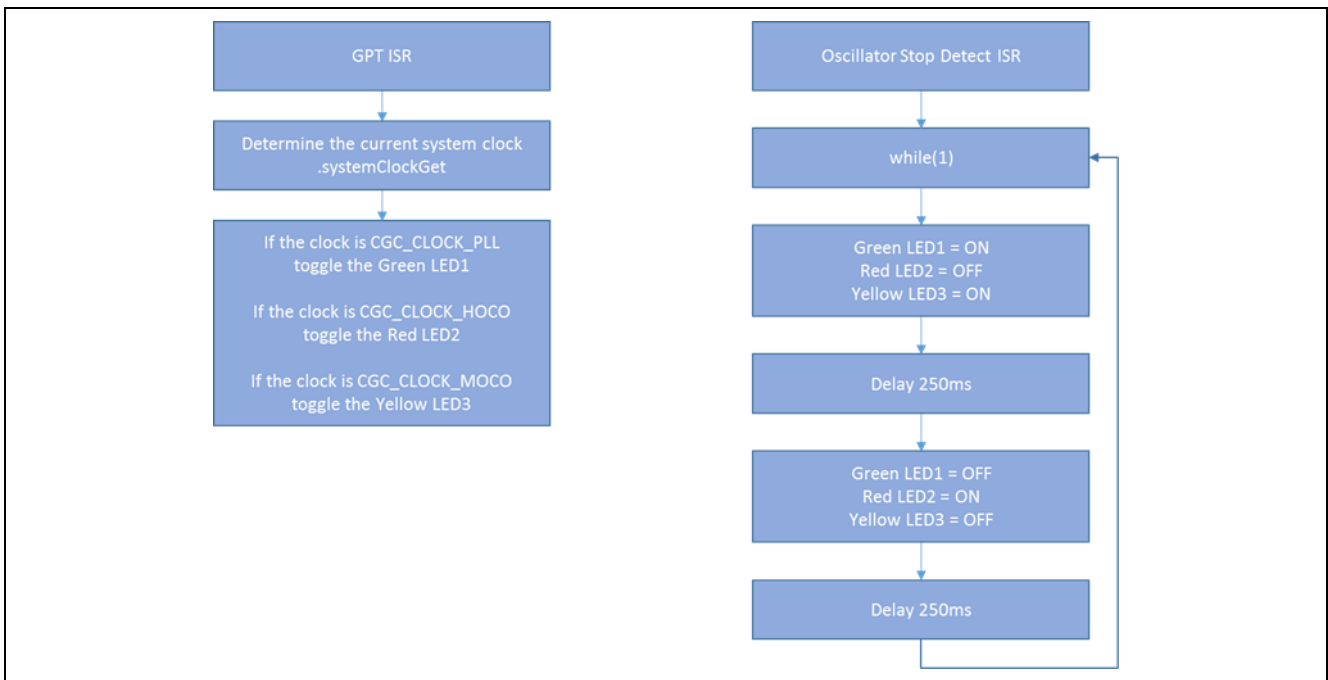 GPT ISR
Determine the current system clock
.systemClockGet
If the clock is CGC_CLOCK_PLL
toggle the Green LED1
If the clock is CGC_CLOCK_HOCO
toggle the Red LED2
If the clock is CGC_CLOCK_MOCO
toggle the Yellow LED3
Oscillator Stop Detect ISR
while(1)
Green LED1 = ON
Red LED2 = OFF
Yellow LED3 = ON
Delay 250ms
Green LED1 = OFF
Red LED2 = ON
Yellow LED3 = OFF
Delay 250ms